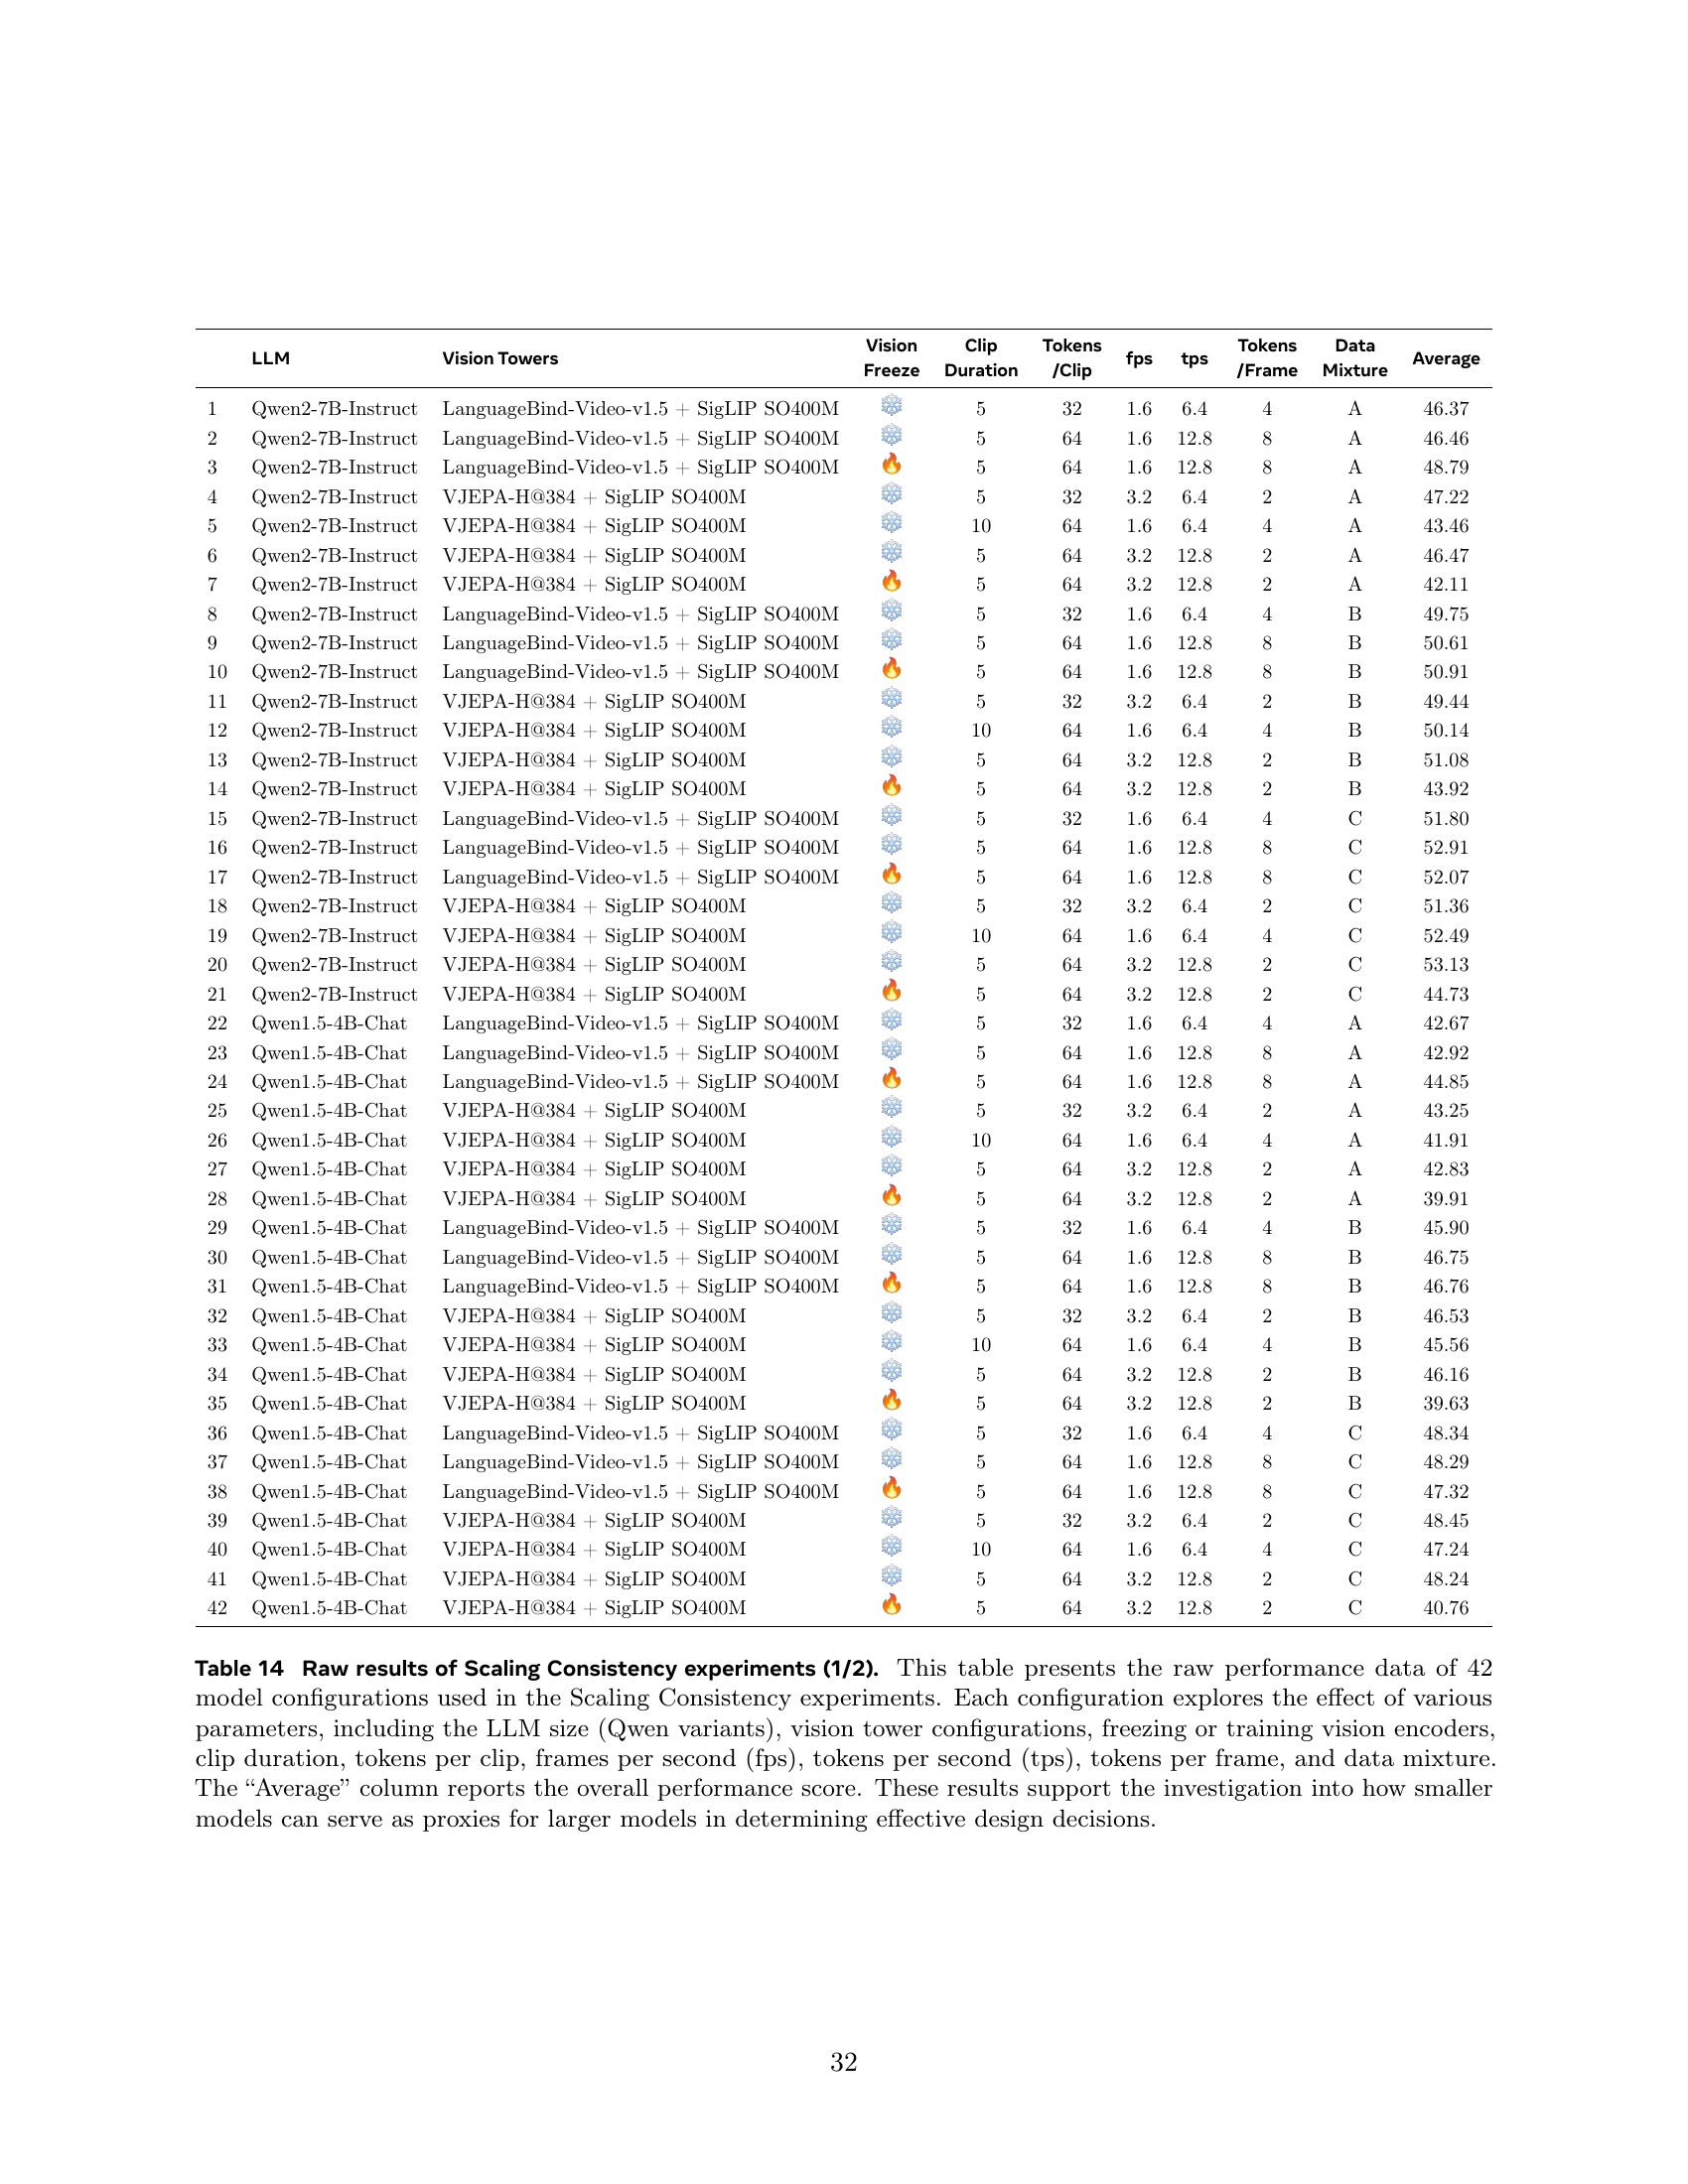 LLM Vision Towers Vision Freeze Clip Duration Tokens /Clip fps tps Tokens /Frame Data Mixture Average
1 Qwen2-7B-Instruct LanguageBind-Video-v1.5 + SigLIP SO400M ❄️ 5 32 1.6 6.4 4 A 46.37
2 Qwen2-7B-Instruct LanguageBind-Video-v1.5 + SigLIP SO400M ❄️ 5 64 1.6 12.8 8 A 46.46
3 Qwen2-7B-Instruct LanguageBind-Video-v1.5 + SigLIP SO400M 🔥 5 64 1.6 12.8 8 A 48.79
4 Qwen2-7B-Instruct VJEPA-H@384 + SigLIP SO400M ❄️ 5 32 3.2 6.4 2 A 47.22
5 Qwen2-7B-Instruct VJEPA-H@384 + SigLIP SO400M ❄️ 10 64 1.6 6.4 4 A 43.46
6 Qwen2-7B-Instruct VJEPA-H@384 + SigLIP SO400M ❄️ 5 64 3.2 12.8 2 A 46.47
7 Qwen2-7B-Instruct VJEPA-H@384 + SigLIP SO400M 🔥 5 64 3.2 12.8 2 A 42.11
8 Qwen2-7B-Instruct LanguageBind-Video-v1.5 + SigLIP SO400M ❄️ 5 32 1.6 6.4 4 B 49.75
9 Qwen2-7B-Instruct LanguageBind-Video-v1.5 + SigLIP SO400M ❄️ 5 64 1.6 12.8 8 B 50.61
10 Qwen2-7B-Instruct LanguageBind-Video-v1.5 + SigLIP SO400M 🔥 5 64 1.6 12.8 8 B 50.91
11 Qwen2-7B-Instruct VJEPA-H@384 + SigLIP SO400M ❄️ 5 32 3.2 6.4 2 B 49.44
12 Qwen2-7B-Instruct VJEPA-H@384 + SigLIP SO400M ❄️ 10 64 1.6 6.4 4 B 50.14
13 Qwen2-7B-Instruct VJEPA-H@384 + SigLIP SO400M ❄️ 5 64 3.2 12.8 2 B 51.08
14 Qwen2-7B-Instruct VJEPA-H@384 + SigLIP SO400M 🔥 5 64 3.2 12.8 2 B 43.92
15 Qwen2-7B-Instruct LanguageBind-Video-v1.5 + SigLIP SO400M ❄️ 5 32 1.6 6.4 4 C 51.80
16 Qwen2-7B-Instruct LanguageBind-Video-v1.5 + SigLIP SO400M ❄️ 5 64 1.6 12.8 8 C 52.91
17 Qwen2-7B-Instruct LanguageBind-Video-v1.5 + SigLIP SO400M 🔥 5 64 1.6 12.8 8 C 52.07
18 Qwen2-7B-Instruct VJEPA-H@384 + SigLIP SO400M ❄️ 5 32 3.2 6.4 2 C 51.36
19 Qwen2-7B-Instruct VJEPA-H@384 + SigLIP SO400M ❄️ 10 64 1.6 6.4 4 C 52.49
20 Qwen2-7B-Instruct VJEPA-H@384 + SigLIP SO400M ❄️ 5 64 3.2 12.8 2 C 53.13
21 Qwen2-7B-Instruct VJEPA-H@384 + SigLIP SO400M 🔥 5 64 3.2 12.8 2 C 44.73
22 Qwen1.5-4B-Chat LanguageBind-Video-v1.5 + SigLIP SO400M ❄️ 5 32 1.6 6.4 4 A 42.67
23 Qwen1.5-4B-Chat LanguageBind-Video-v1.5 + SigLIP SO400M ❄️ 5 64 1.6 12.8 8 A 42.92
24 Qwen1.5-4B-Chat LanguageBind-Video-v1.5 + SigLIP SO400M 🔥 5 64 1.6 12.8 8 A 44.85
25 Qwen1.5-4B-Chat VJEPA-H@384 + SigLIP SO400M ❄️ 5 32 3.2 6.4 2 A 43.25
26 Qwen1.5-4B-Chat VJEPA-H@384 + SigLIP SO400M ❄️ 10 64 1.6 6.4 4 A 41.91
27 Qwen1.5-4B-Chat VJEPA-H@384 + SigLIP SO400M ❄️ 5 64 3.2 12.8 2 A 42.83
28 Qwen1.5-4B-Chat VJEPA-H@384 + SigLIP SO400M 🔥 5 64 3.2 12.8 2 A 39.91
29 Qwen1.5-4B-Chat LanguageBind-Video-v1.5 + SigLIP SO400M ❄️ 5 32 1.6 6.4 4 B 45.90
30 Qwen1.5-4B-Chat LanguageBind-Video-v1.5 + SigLIP SO400M ❄️ 5 64 1.6 12.8 8 B 46.75
31 Qwen1.5-4B-Chat LanguageBind-Video-v1.5 + SigLIP SO400M 🔥 5 64 1.6 12.8 8 B 46.76
32 Qwen1.5-4B-Chat VJEPA-H@384 + SigLIP SO400M ❄️ 5 32 3.2 6.4 2 B 46.53
33 Qwen1.5-4B-Chat VJEPA-H@384 + SigLIP SO400M ❄️ 10 64 1.6 6.4 4 B 45.56
34 Qwen1.5-4B-Chat VJEPA-H@384 + SigLIP SO400M ❄️ 5 64 3.2 12.8 2 B 46.16
35 Qwen1.5-4B-Chat VJEPA-H@384 + SigLIP SO400M 🔥 5 64 3.2 12.8 2 B 39.63
36 Qwen1.5-4B-Chat LanguageBind-Video-v1.5 + SigLIP SO400M ❄️ 5 32 1.6 6.4 4 C 48.34
37 Qwen1.5-4B-Chat LanguageBind-Video-v1.5 + SigLIP SO400M ❄️ 5 64 1.6 12.8 8 C 48.29
38 Qwen1.5-4B-Chat LanguageBind-Video-v1.5 + SigLIP SO400M 🔥 5 64 1.6 12.8 8 C 47.32
39 Qwen1.5-4B-Chat VJEPA-H@384 + SigLIP SO400M ❄️ 5 32 3.2 6.4 2 C 48.45
40 Qwen1.5-4B-Chat VJEPA-H@384 + SigLIP SO400M ❄️ 10 64 1.6 6.4 4 C 47.24
41 Qwen1.5-4B-Chat VJEPA-H@384 + SigLIP SO400M ❄️ 5 64 3.2 12.8 2 C 48.24
42 Qwen1.5-4B-Chat VJEPA-H@384 + SigLIP SO400M 🔥 5 64 3.2 12.8 2 C 40.76
Table 14 Raw results of Scaling Consistency experiments (1/2). This table presents the raw performance data of 42
model configurations used in the Scaling Consistency experiments. Each configuration explores the effect of various
parameters, including the LLM size (Qwen variants), vision tower configurations, freezing or training vision encoders,
clip duration, tokens per clip, frames per second (fps), tokens per second (tps), tokens per frame, and data mixture.
The “Average” column reports the overall performance score. These results support the investigation into how smaller
models can serve as proxies for larger models in determining effective design decisions.
32